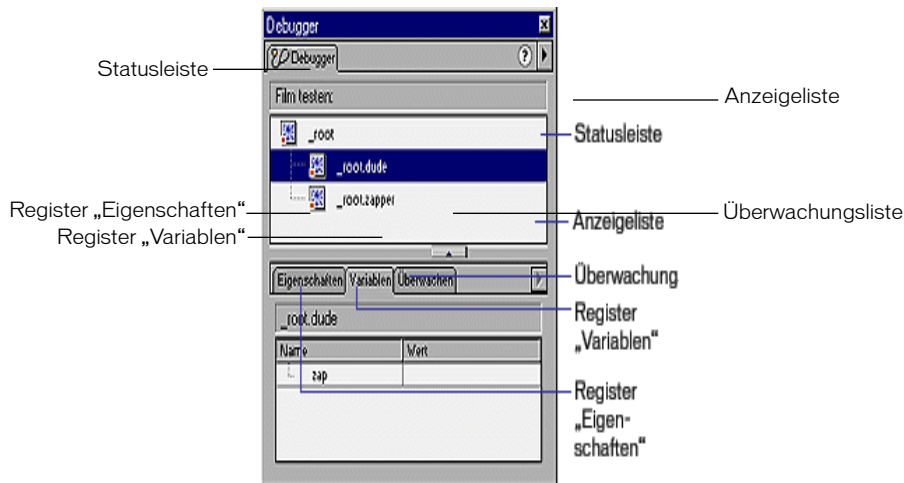 Debugger
Debugger
?
Statusleiste
Film testen:
Anzeigeliste
_root
Statusleiste
_root.dude
_root.zapper
Register „Eigenschaften“
Überwachungsliste
Anzeigeliste
Register „Variablen“
Eigenschaften Variablen Überwachen
Überwachung
_root.dude
Register
„Variablen“
Name Wert
zap
Register
„Eigen-
schaften“